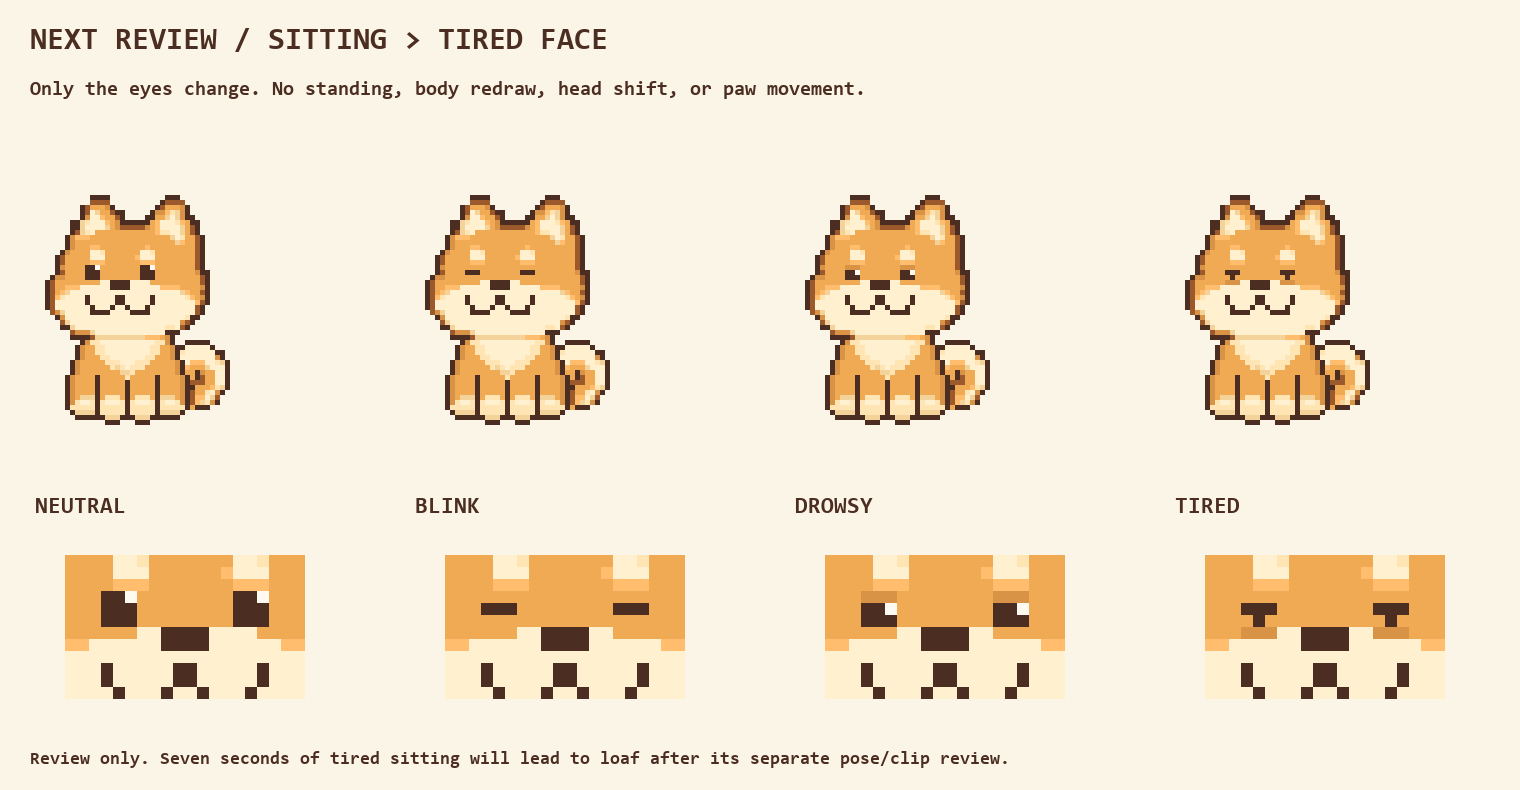 NEXT REVIEW / SITTING > TIRED FACE
Only the eyes change. No standing, body redraw, head shift, or paw movement.
NEUTRAL
BLINK
DROWSY
TIRED
Review only. Seven seconds of tired sitting will lead to loaf after its separate pose/clip review.